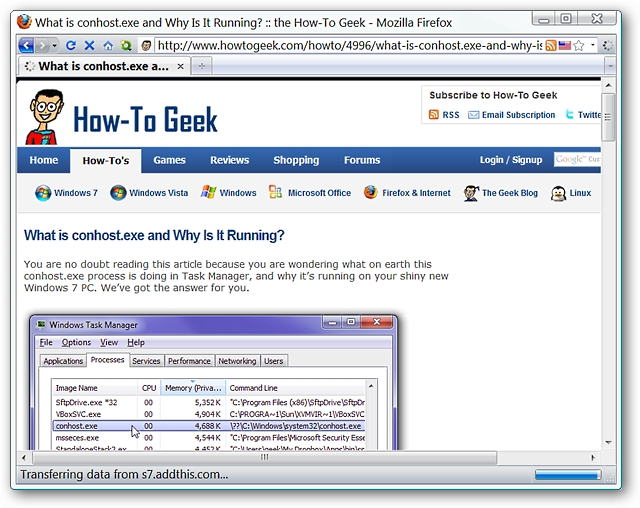 What is conhost.exe and Why Is It Running? :: the How-To Geek - Mozilla Firefox
http://www.howtogeek.com/howto/4996/what-is-conhost.exe-and-why-is
What is conhost.exe a...
Subscribe to How-To Geek
RSS Email Subscription Twitte
How-To Geek
Home How-To's Games Reviews Shopping Forums Login / Signup Google™ Cus
Windows 7 Windows Vista Windows Microsoft Office Firefox & Internet The Geek Blog Linux
What is conhost.exe and Why Is It Running?
You are no doubt reading this article because you are wondering what on earth this
conhost.exe process is doing in Task Manager, and why it's running on your shiny new
Windows 7 PC. We've got the answer for you.
Windows Task Manager
File Options View Help
Applications Processes Services Performance Networking Users
Image Name CPU Memory (Priva... Command Line
SftpDrive.exe *32 00 5,352 K "C:\Program Files (x86)\SftpDrive\SftpDr
VBoxSVC.exe 00 4,904 K C:\PROGRA~1\Sun\XVMVIR~1\VBoxSVC
conhost.exe 00 4,688 K \??\C:\Windows\system32\conhost.exe
mseces.exe 00 4,544 K "C:\Program Files\Microsoft Security Esse
StandaloneStack2.ex 00 4,452 K "C:\Users\geek\My Dropbox\Apps\bin\s
Transferring data from s7.addthis.com...